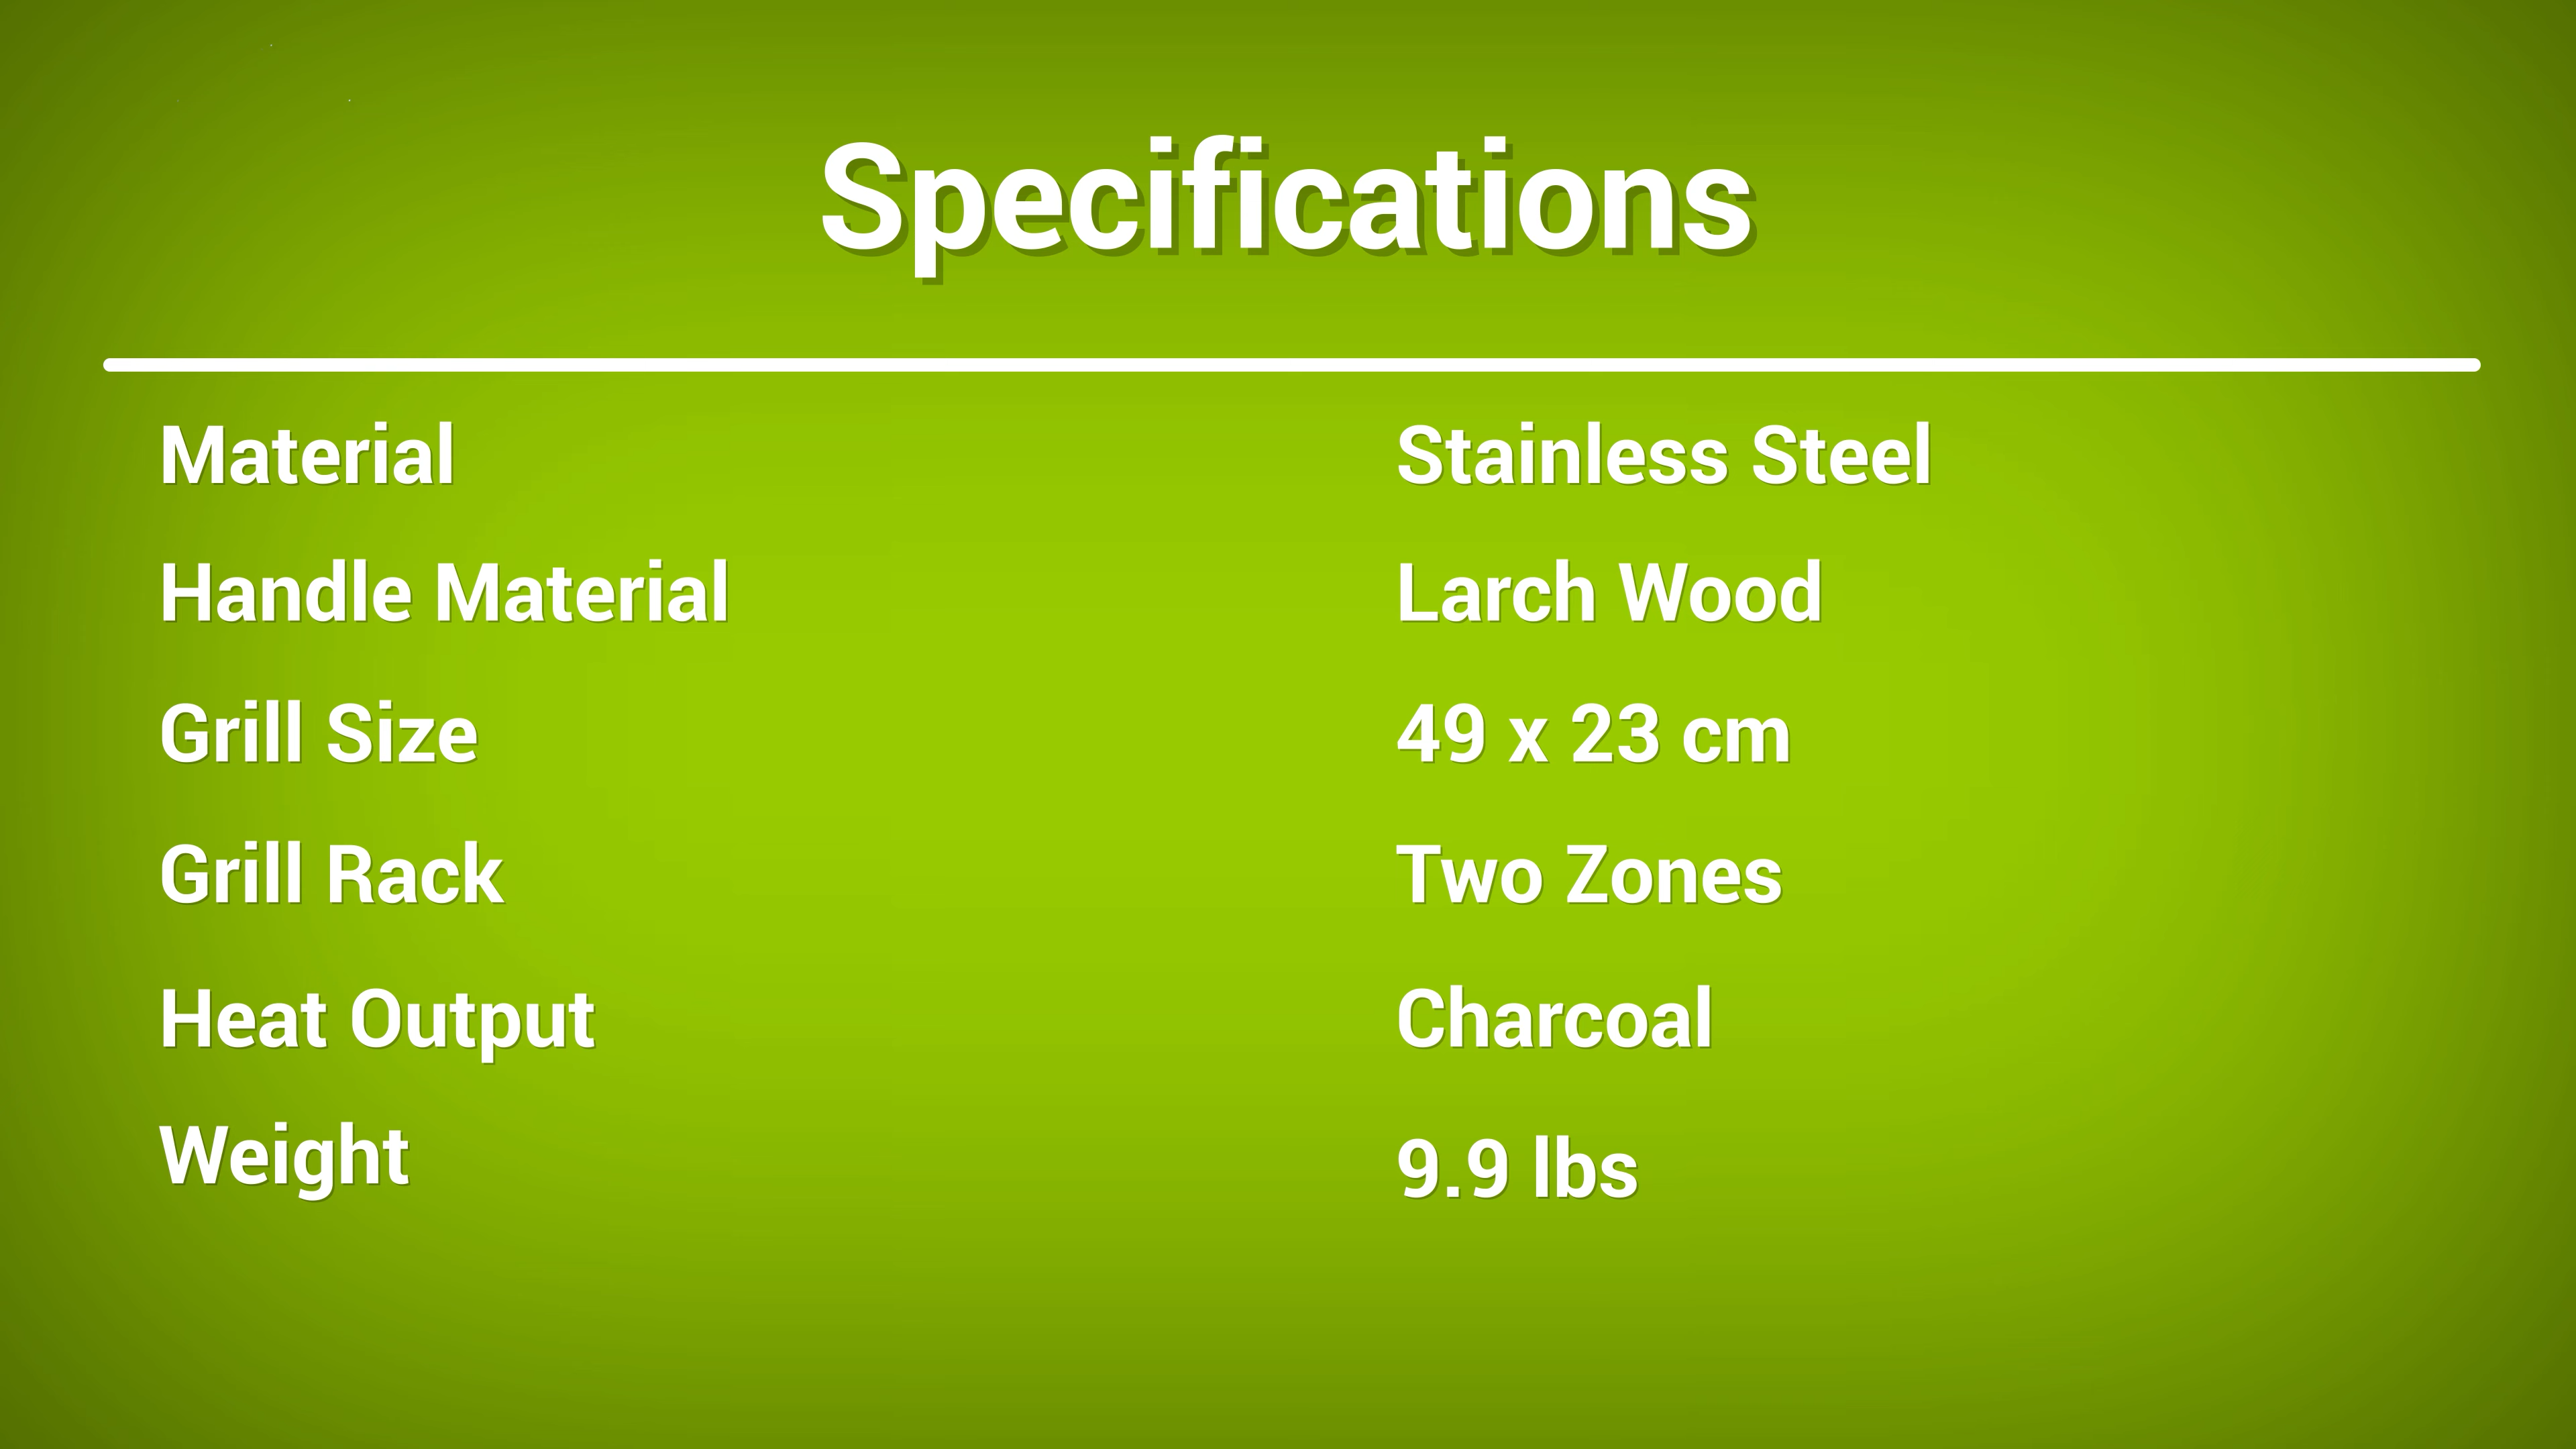 Specifications
Material Stainless Steel
Handle Material Larch Wood
Grill Size 49 x 23 cm
Grill Rack Two Zones
Heat Output Charcoal
Weight 9.9 lbs